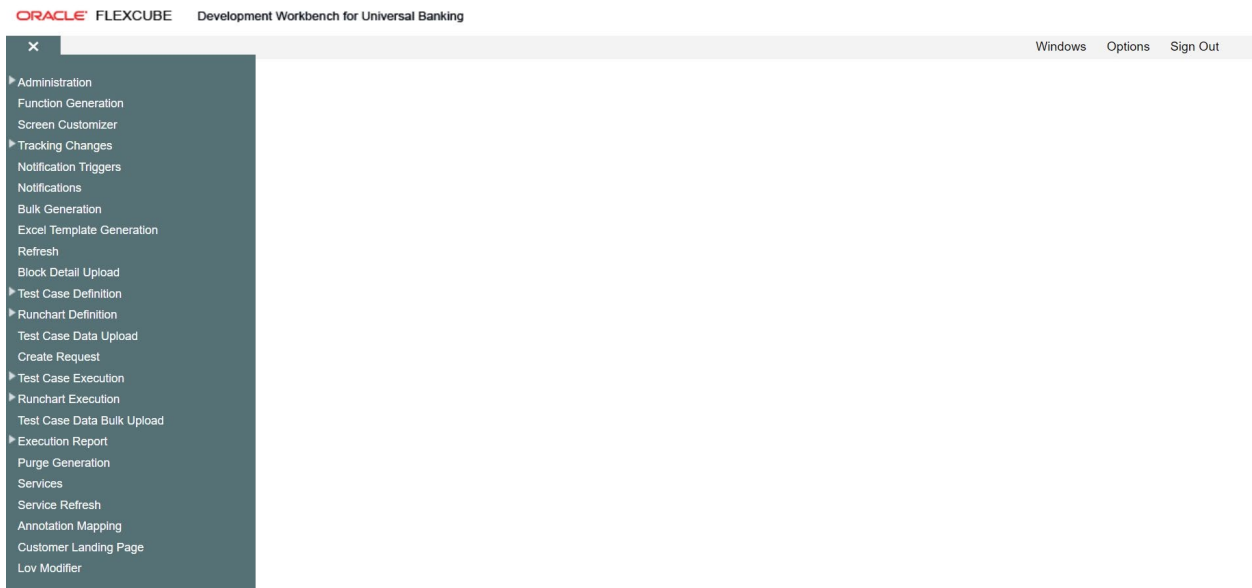 ORACLE FLEXCUBE Development Workbench for Universal Banking
× Windows Options Sign Out
Administration
Function Generation
Screen Customizer
Tracking Changes
Notification Triggers
Notifications
Bulk Generation
Excel Template Generation
Refresh
Block Detail Upload
Test Case Definition
Runchart Definition
Test Case Data Upload
Create Request
Test Case Execution
Runchart Execution
Test Case Data Bulk Upload
Execution Report
Purge Generation
Services
Service Refresh
Annotation Mapping
Customer Landing Page
Lov Modifier